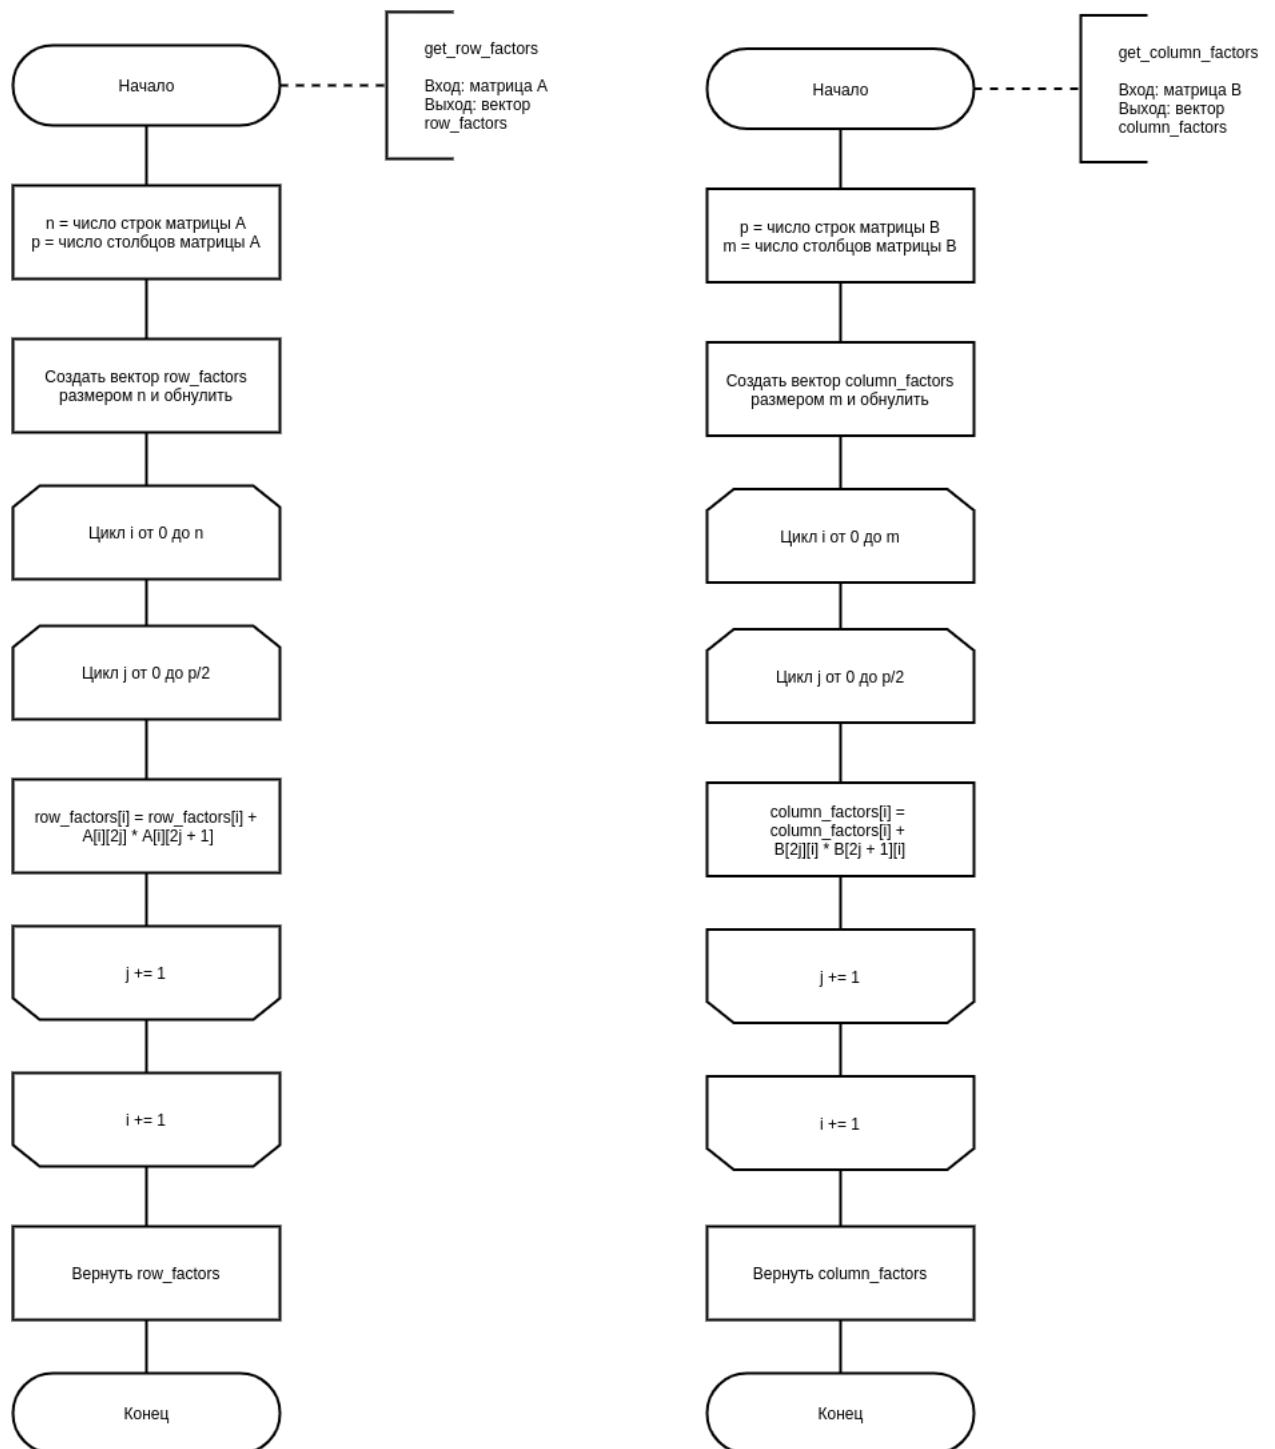 Начало
get_row_factors
Вход: матрица A
Выход: вектор
row_factors
n = число строк матрицы A
p = число столбцов матрицы A
Создать вектор row_factors
размером n и обнулить
Цикл i от 0 до n
Цикл j от 0 до p/2
row_factors[i] = row_factors[i] +
A[i][2j] * A[i][2j + 1]
j += 1
i += 1
Вернуть row_factors
Конец
Начало
get_column_factors
Вход: матрица B
Выход: вектор
column_factors
p = число строк матрицы B
m = число столбцов матрицы B
Создать вектор column_factors
размером m и обнулить
Цикл i от 0 до m
Цикл j от 0 до p/2
column_factors[i] =
column_factors[i] +
B[2j][i] * B[2j + 1][i]
j += 1
i += 1
Вернуть column_factors
Конец